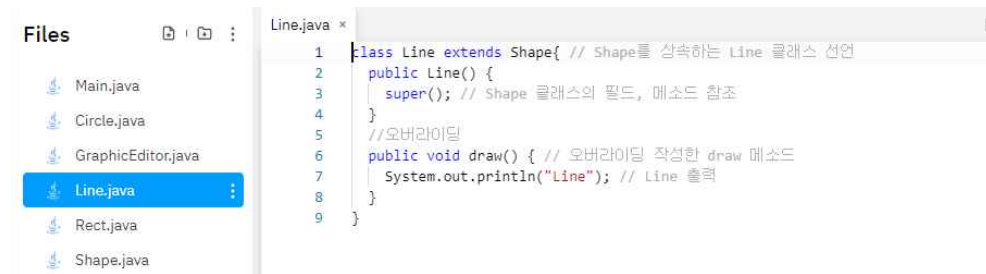 Files
Main.java
Circle.java
GraphicEditor.java
Line.java
Rect.java
Shape.java
Line.java ×
1 class Line extends Shape{ // Shape를 상속하는 Line 클래스 선언
2 public Line() {
3 super(); // Shape 클래스의 필드, 메소드 참조
4 }
5 //오버라이딩
6 public void draw() { // 오버라이딩 작성한 draw 메소드
7 System.out.println("Line"); // Line 출력
8 }
9 }